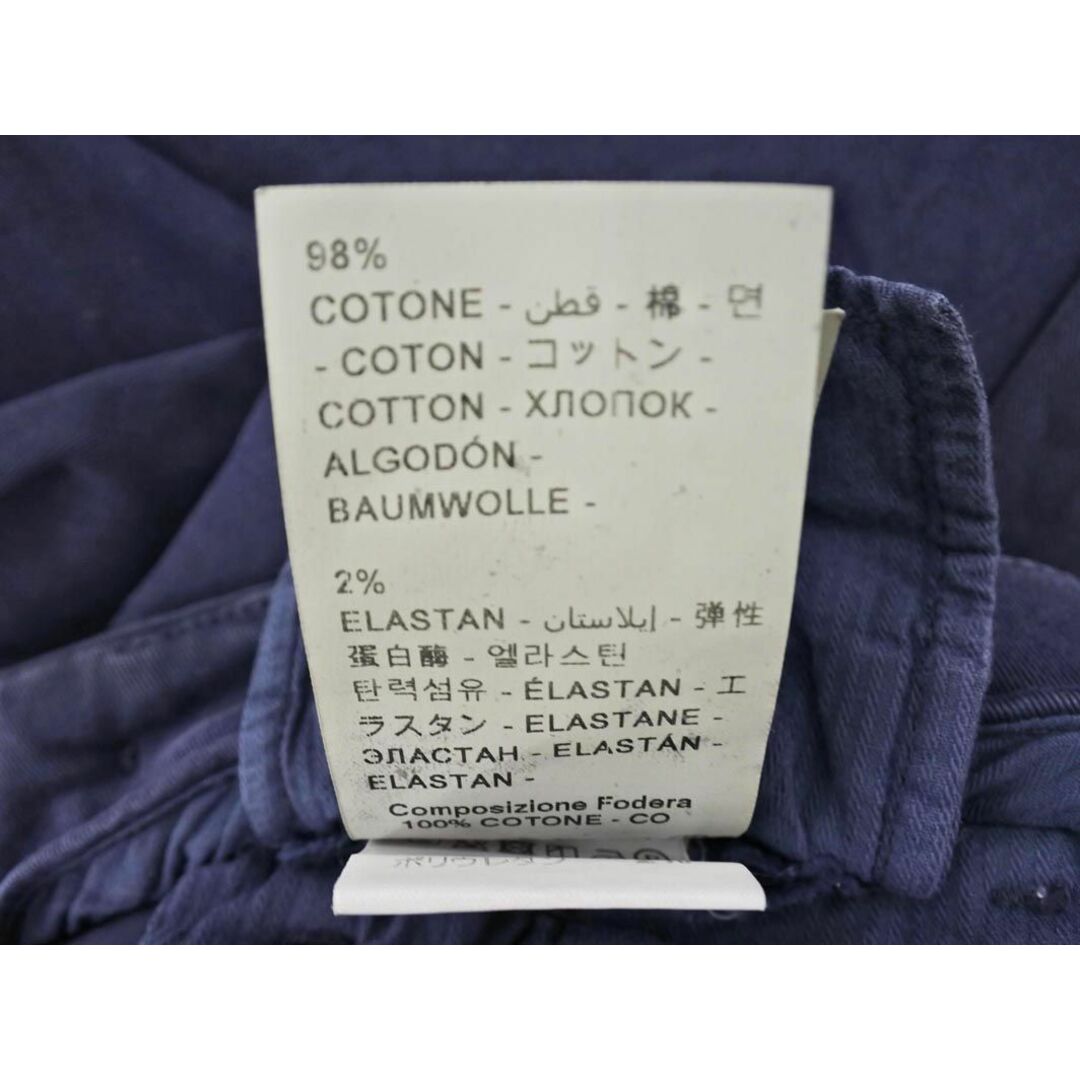 98%
COTONE - قطن - 棉 - 면
- COTON - コットン -
COTTON - ХЛОПОК -
ALGODÓN -
BAUMWOLLE -
2%
ELASTAN - إيلاستان - 弹性
蛋白酶 - 엘라스틴
탄력섬유 - ÉLASTAN - エ
ラスタン - ELASTANE -
ЭЛАСТАН - ELASTÁN -
ELASTAN -
Composizione Fodera
100% COTONE - CO